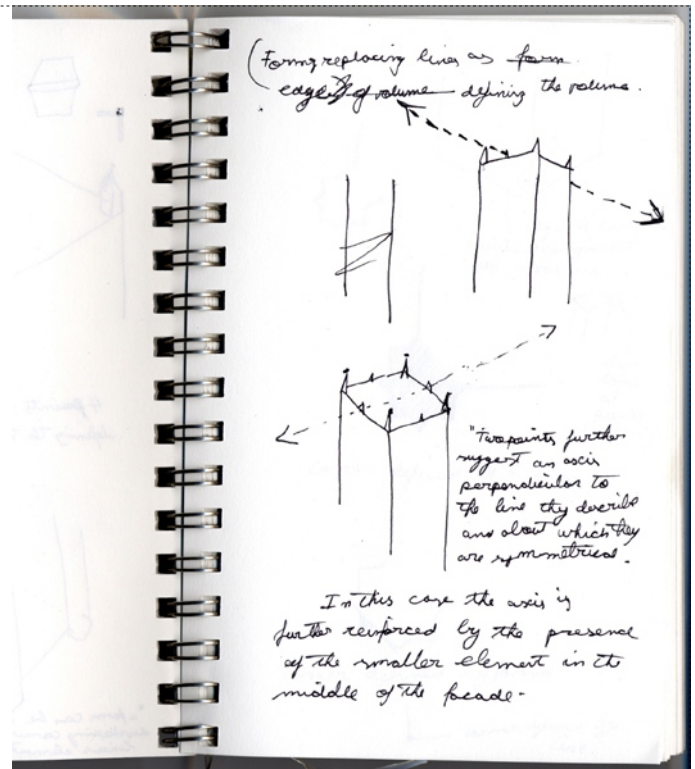 (Forms replacing lines as form
edges of volume defining the volume.
"Two points further
suggest an axis
perpendicular to
the line thy describe
and about which they
are symmetrical.
In this case the axis is
further reinforced by the presence
of the smaller element in the
middle of the facade-